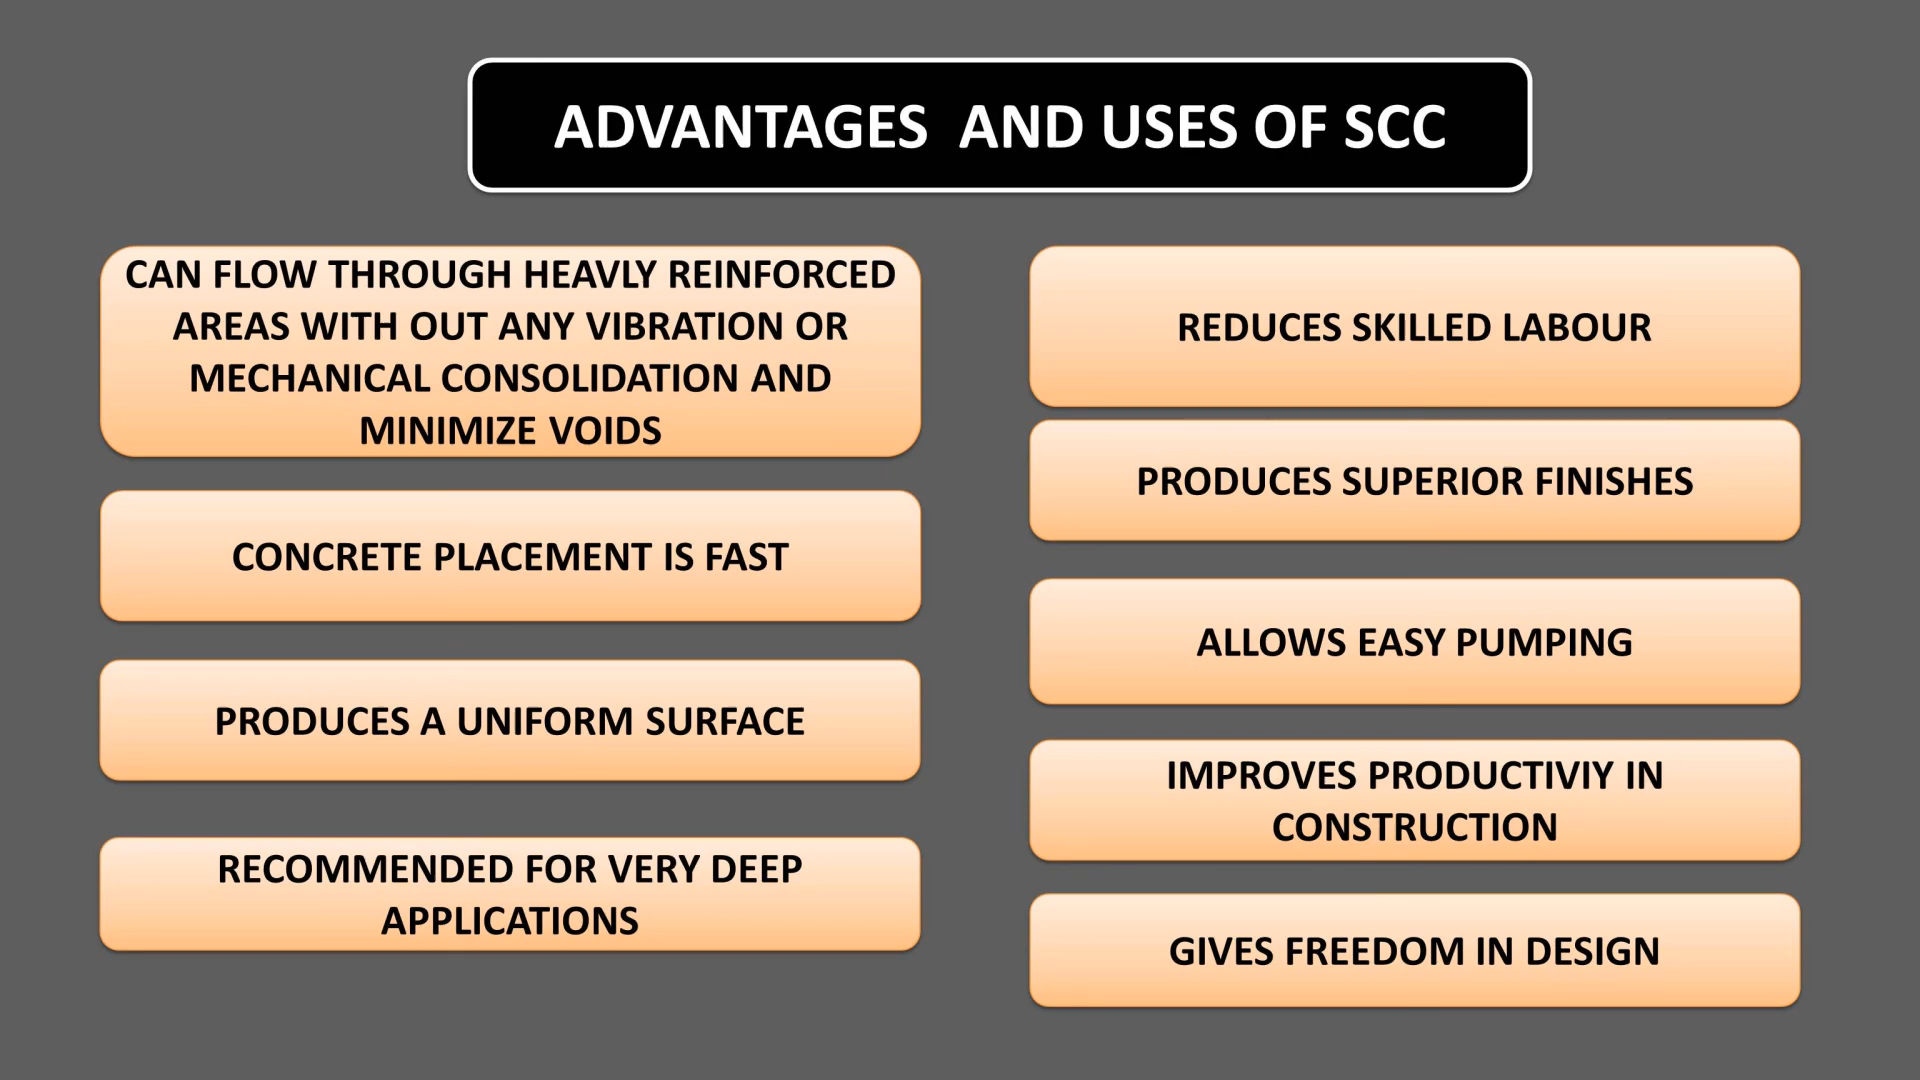 ADVANTAGES  AND USES OF SCC
CAN FLOW THROUGH HEAVLY REINFORCED
AREAS WITH OUT ANY VIBRATION OR
MECHANICAL CONSOLIDATION AND
MINIMIZE VOIDS
CONCRETE PLACEMENT IS FAST
PRODUCES A UNIFORM SURFACE
RECOMMENDED FOR VERY DEEP
APPLICATIONS
REDUCES SKILLED LABOUR
PRODUCES SUPERIOR FINISHES
ALLOWS EASY PUMPING
IMPROVES PRODUCTIVIY IN
CONSTRUCTION
GIVES FREEDOM IN DESIGN